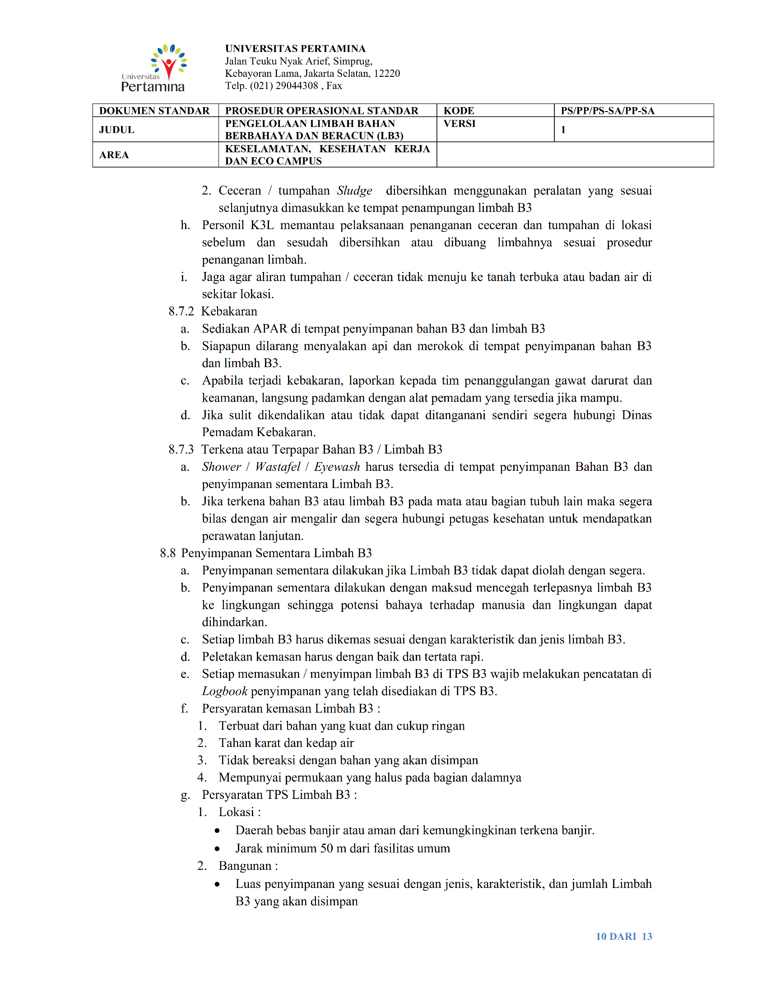 Universitas
Pertamina
UNIVERSITAS PERTAMINA
Jalan Teuku Nyak Arief, Simprug,
Kebayoran Lama, Jakarta Selatan, 12220
Telp. (021) 29044308 , Fax
DOKUMEN STANDAR PROSEDUR OPERASIONAL STANDAR KODE PS/PP/PS-SA/PP-SA
JUDUL PENGELOLAAN LIMBAH BAHAN BERBAHAYA DAN BERACUN (LB3) VERSI 1
AREA KESELAMATAN, KESEHATAN KERJA DAN ECO CAMPUS
2. Ceceran / tumpahan Sludge dibersihkan menggunakan peralatan yang sesuai
selanjutnya dimasukkan ke tempat penampungan limbah B3
h. Personil K3L memantau pelaksanaan penanganan ceceran dan tumpahan di lokasi
sebelum dan sesudah dibersihkan atau dibuang limbahnya sesuai prosedur
penanganan limbah.
i. Jaga agar aliran tumpahan / ceceran tidak menuju ke tanah terbuka atau badan air di
sekitar lokasi.
8.7.2 Kebakaran
a. Sediakan APAR di tempat penyimpanan bahan B3 dan limbah B3
b. Siapapun dilarang menyalakan api dan merokok di tempat penyimpanan bahan B3
dan limbah B3.
c. Apabila terjadi kebakaran, laporkan kepada tim penanggulangan gawat darurat dan
keamanan, langsung padamkan dengan alat pemadam yang tersedia jika mampu.
d. Jika sulit dikendalikan atau tidak dapat ditanganani sendiri segera hubungi Dinas
Pemadam Kebakaran.
8.7.3 Terkena atau Terpapar Bahan B3 / Limbah B3
a. Shower / Wastafel / Eyewash harus tersedia di tempat penyimpanan Bahan B3 dan
penyimpanan sementara Limbah B3.
b. Jika terkena bahan B3 atau limbah B3 pada mata atau bagian tubuh lain maka segera
bilas dengan air mengalir dan segera hubungi petugas kesehatan untuk mendapatkan
perawatan lanjutan.
8.8 Penyimpanan Sementara Limbah B3
a. Penyimpanan sementara dilakukan jika Limbah B3 tidak dapat diolah dengan segera.
b. Penyimpanan sementara dilakukan dengan maksud mencegah terlepasnya limbah B3
ke lingkungan sehingga potensi bahaya terhadap manusia dan lingkungan dapat
dihindarkan.
c. Setiap limbah B3 harus dikemas sesuai dengan karakteristik dan jenis limbah B3.
d. Peletakan kemasan harus dengan baik dan tertata rapi.
e. Setiap memasukan / menyimpan limbah B3 di TPS B3 wajib melakukan pencatatan di
Logbook penyimpanan yang telah disediakan di TPS B3.
f. Persyaratan kemasan Limbah B3 :
1. Terbuat dari bahan yang kuat dan cukup ringan
2. Tahan karat dan kedap air
3. Tidak bereaksi dengan bahan yang akan disimpan
4. Mempunyai permukaan yang halus pada bagian dalamnya
g. Persyaratan TPS Limbah B3 :
1. Lokasi :
• Daerah bebas banjir atau aman dari kemungkingkinan terkena banjir.
• Jarak minimum 50 m dari fasilitas umum
2. Bangunan :
• Luas penyimpanan yang sesuai dengan jenis, karakteristik, dan jumlah Limbah
B3 yang akan disimpan
10 DARI 13